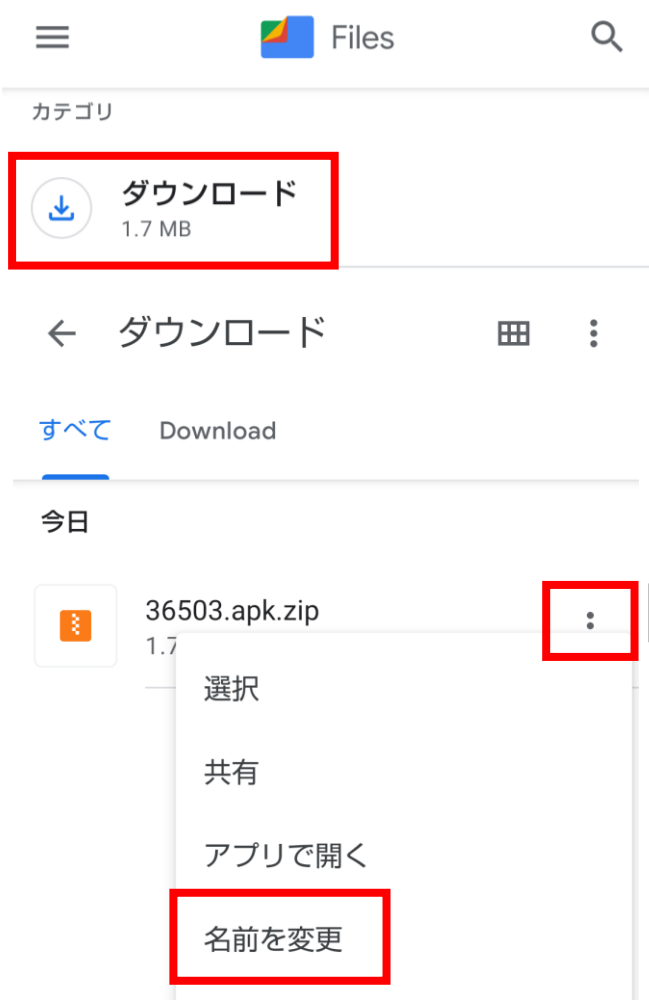 Files
カテゴリ
ダウンロード
1.7 MB
ダウンロード
すべて Download
今日
36503.apk.zip
1.7
選択
共有
アプリで開く
名前を変更